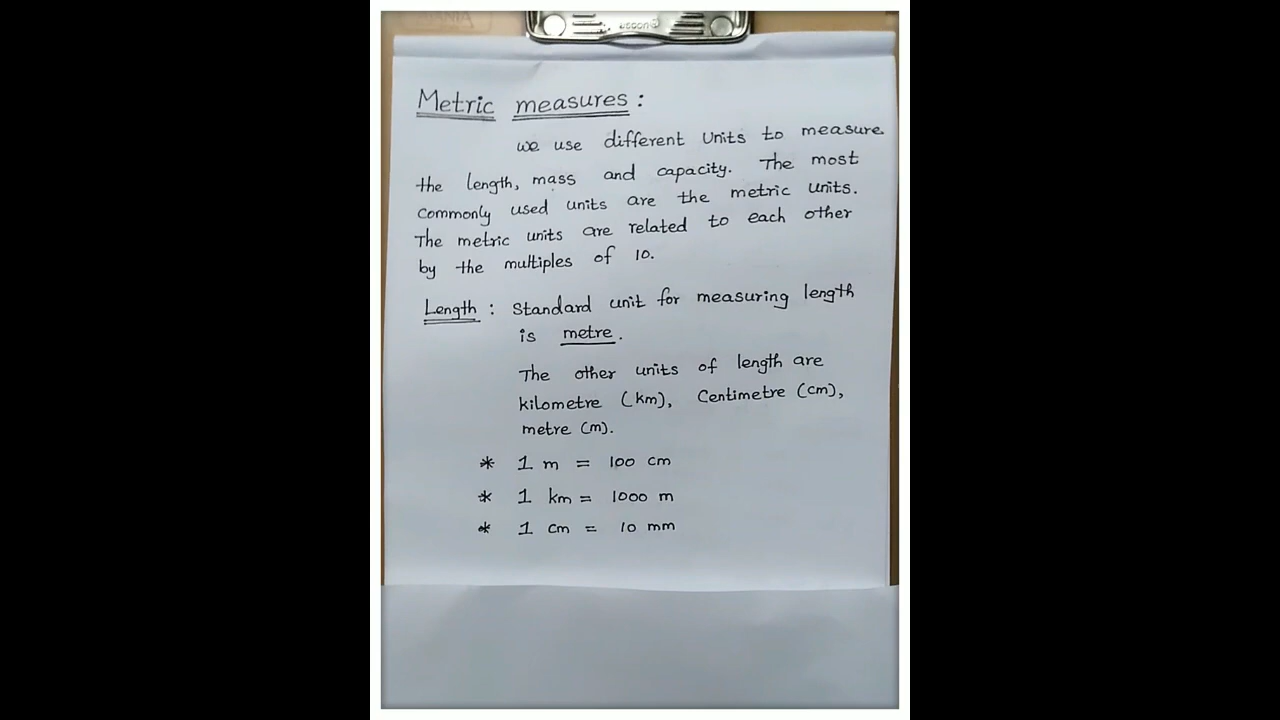 Metric measures :
we use different Units to measure
the length, mass and capacity. The most
commonly used units are the metric units.
The metric units are related to each other
by the multiples of 10.
Length : Standard unit for measuring length
is metre.
The other units of length are
kilometre (km), Centimetre (cm),
metre (m).
* 1 m = 100 cm
* 1 km = 1000 m
* 1 cm = 10 mm